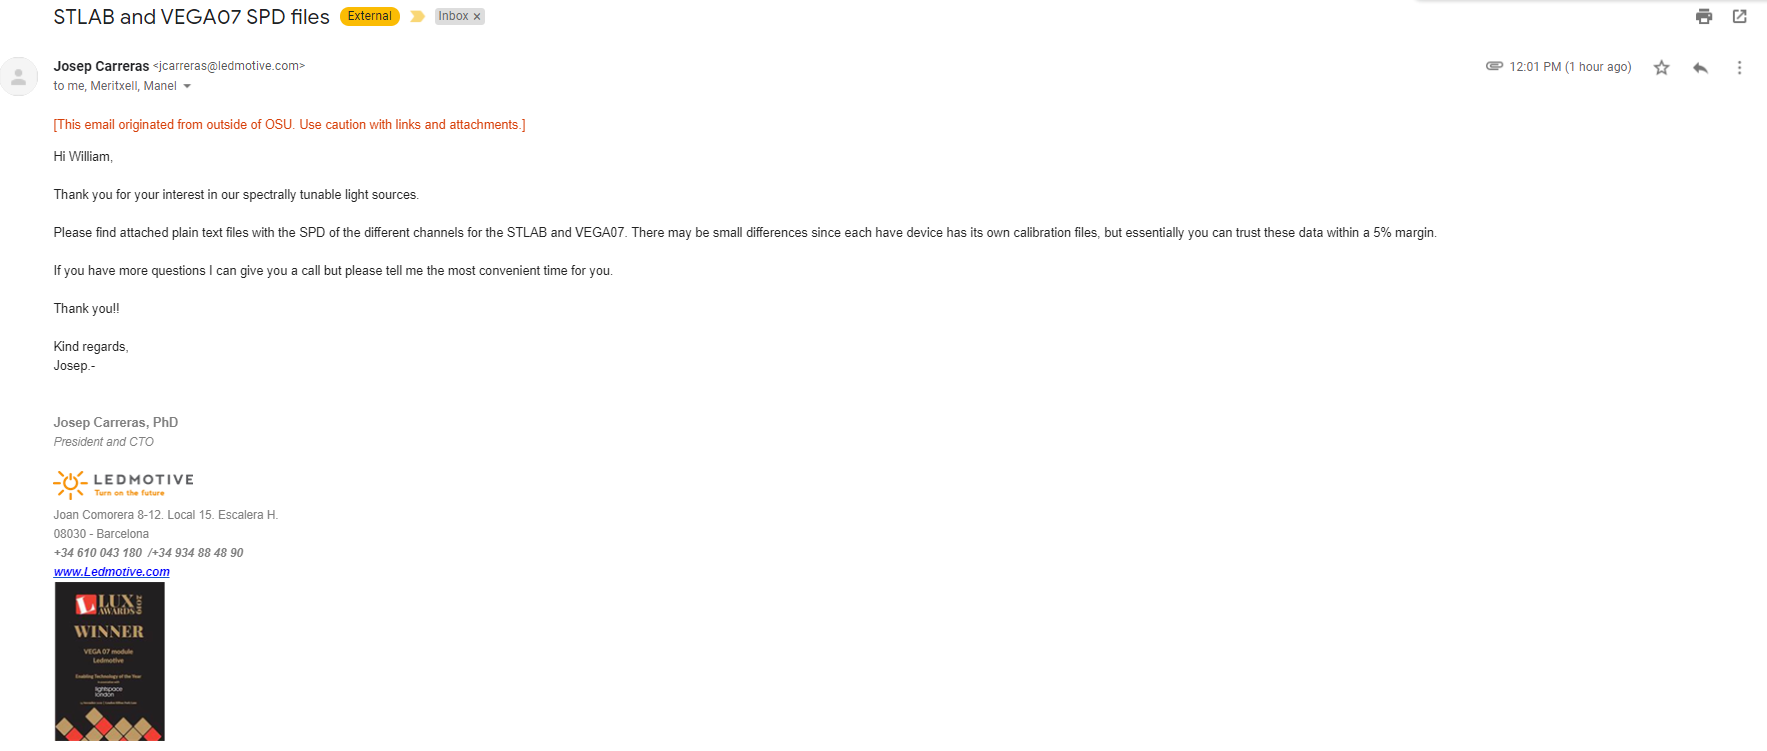 STLAB and VEGA07 SPD files External Inbox x
Josep Carreras <jcarreras@ledmotive.com> 12:01 PM (1 hour ago)
to me, Meritxell, Manel
[This email originated from outside of OSU. Use caution with links and attachments.]
Hi William,
Thank you for your interest in our spectrally tunable light sources.
Please find attached plain text files with the SPD of the different channels for the STLAB and VEGA07. There may be small differences since each have device has its own calibration files, but essentially you can trust these data within a 5% margin.
If you have more questions I can give you a call but please tell me the most convenient time for you.
Thank you!!
Kind regards,
Josep.-
Josep Carreras, PhD
President and CTO
LEDMOTIVE
Turn on the future
Joan Comorera 8-12. Local 15. Escalera H.
08030 - Barcelona
+34 610 043 180 /+34 934 88 48 90
www.Ledmotive.com
L LUX
AWARDS 2019
WINNER
VEGA 07 module
Ledmotive
Enabling Technology of the Year
lightspace
london